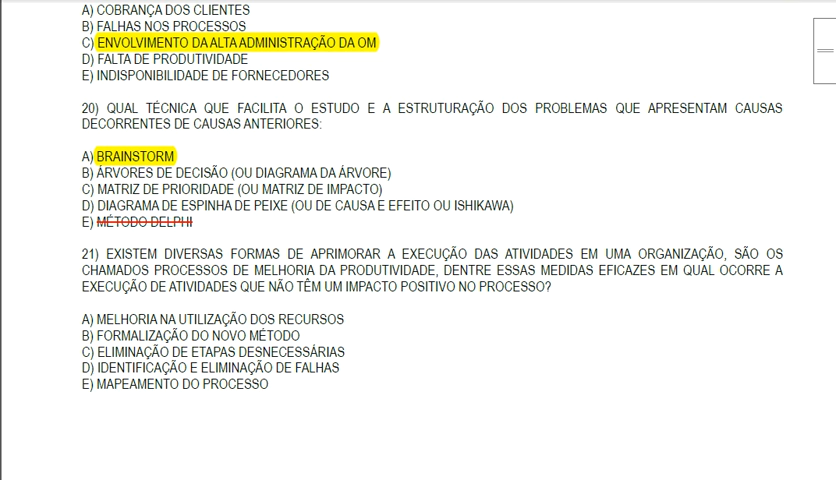 A) COBRANÇA DOS CLIENTES
B) FALHAS NOS PROCESSOS
C) ENVOLVIMENTO DA ALTA ADMINISTRAÇÃO DA OM
D) FALTA DE PRODUTIVIDADE
E) INDISPONIBILIDADE DE FORNECEDORES
20) QUAL TÉCNICA QUE FACILITA O ESTUDO E A ESTRUTURAÇÃO DOS PROBLEMAS QUE APRESENTAM CAUSAS
DECORRENTES DE CAUSAS ANTERIORES:
A) BRAINSTORM
B) ÁRVORES DE DECISÃO (OU DIAGRAMA DA ÁRVORE)
C) MATRIZ DE PRIORIDADE (OU MATRIZ DE IMPACTO)
D) DIAGRAMA DE ESPINHA DE PEIXE (OU DE CAUSA E EFEITO OU ISHIKAWA)
E) MÉTODO DELPHI
21) EXISTEM DIVERSAS FORMAS DE APRIMORAR A EXECUÇÃO DAS ATIVIDADES EM UMA ORGANIZAÇÃO, SÃO OS
CHAMADOS PROCESSOS DE MELHORIA DA PRODUTIVIDADE, DENTRE ESSAS MEDIDAS EFICAZES EM QUAL OCORRE A
EXECUÇÃO DE ATIVIDADES QUE NÃO TÊM UM IMPACTO POSITIVO NO PROCESSO?
A) MELHORIA NA UTILIZAÇÃO DOS RECURSOS
B) FORMALIZAÇÃO DO NOVO MÉTODO
C) ELIMINAÇÃO DE ETAPAS DESNECESSÁRIAS
D) IDENTIFICAÇÃO E ELIMINAÇÃO DE FALHAS
E) MAPEAMENTO DO PROCESSO